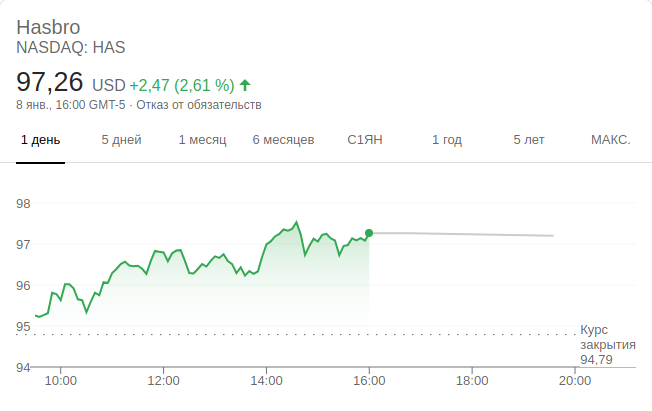 Hasbro
NASDAQ: HAS
97,26 USD +2,47 (2,61 %)
8 янв., 16:00 GMT-5 · Отказ от обязательств
1 день 5 дней 1 месяц 6 месяцев С1ЯН 1 год 5 лет МАКС.
98
97
96
95
Курс
закрытия
94,79
94
10:00 12:00 14:00 16:00 18:00 20:00